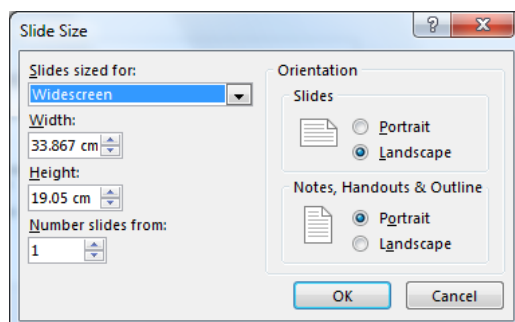 Slide Size
?
X
Slides sized for:
Widescreen
Width:
33.867 cm
Height:
19.05 cm
Number slides from:
1
Orientation
Slides
Portrait
Landscape
Notes, Handouts & Outline
Portrait
Landscape
OK
Cancel